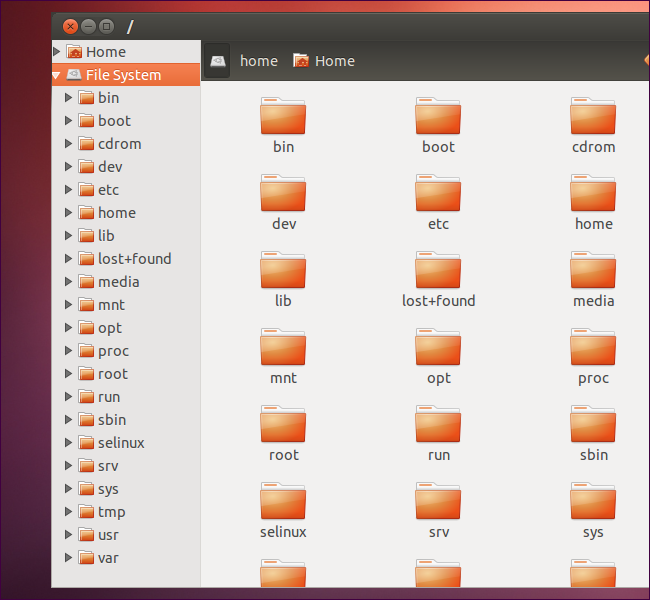 /
Home
File System
bin
boot
cdrom
dev
etc
home
lib
lost+found
media
mnt
opt
proc
root
run
sbin
selinux
srv
sys
tmp
usr
var
home Home
bin boot cdrom
dev etc home
lib lost+found media
mnt opt proc
root run sbin
selinux srv sys